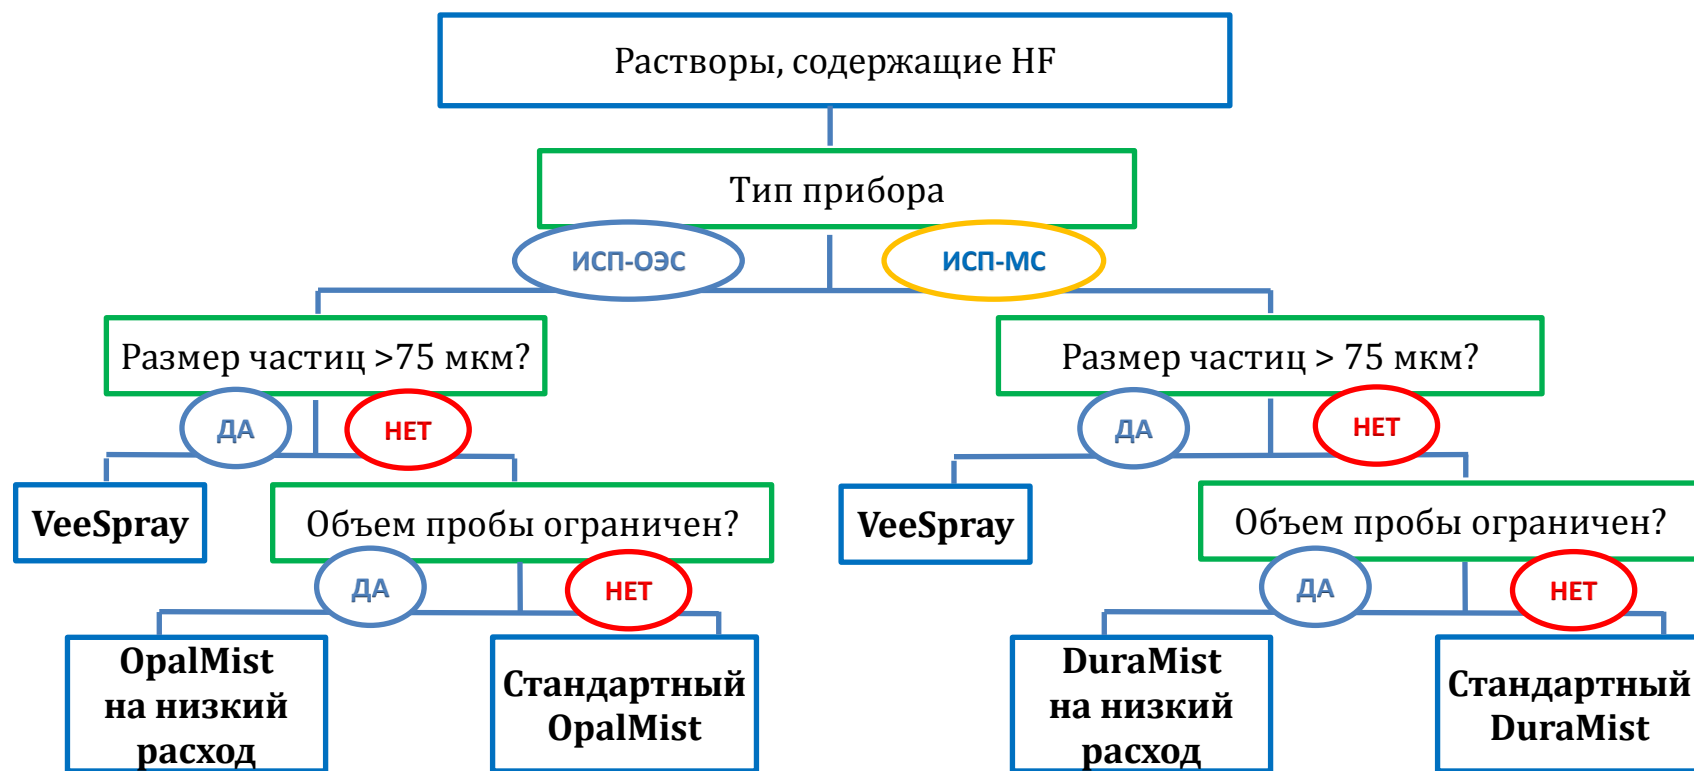 Растворы, содержащие HF
Тип прибора
ИСП-ОЭС
ИСП-МС
Размер частиц >75 мкм?
Размер частиц > 75 мкм?
ДА
НЕТ
ДА
НЕТ
VeeSpray
Объем пробы ограничен?
VeeSpray
Объем пробы ограничен?
ДА
НЕТ
ДА
НЕТ
OpalMist
на низкий
расход
Стандартный
OpalMist
DuraMist
на низкий
расход
Стандартный
DuraMist